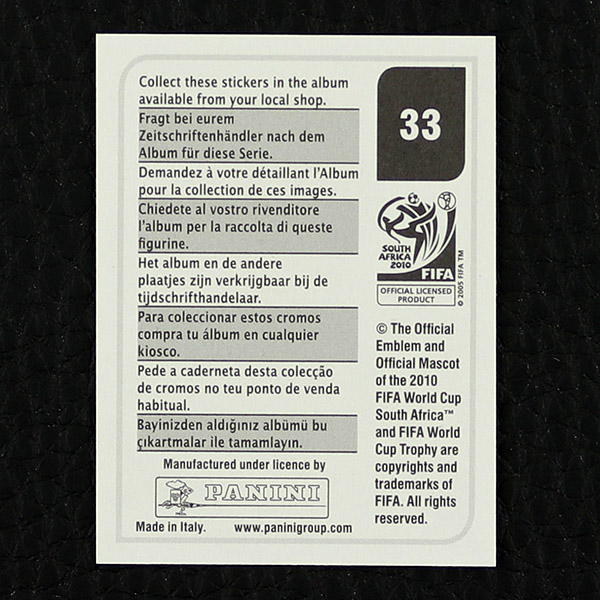 Collect these stickers in the album
available from your local shop.
Fragt bei eurem
Zeitschriftenhändler nach dem
Album für diese Serie.
Demandez à votre détaillant l'Album
pour la collection de ces images.
Chiedete al vostro rivenditore
l'album per la raccolta di queste
figurine.
Het album en de andere
plaatjes zijn verkrijgbaar bij de
tijdschrifthandelaar.
Para coleccionar estos cromos
compra tu álbum en cualquier
kiosco.
Pede a caderneta desta colecção
de cromos no teu ponto de venda
habitual.
Bayinizden aldığınız albümü bu
çıkartmalar ile tamamlayın.
Manufactured under licence by
PANINI
Made in Italy. www.paninigroup.com
33
SOUTH
AFRICA
2010
FIFA
OFFICIAL LICENSED
PRODUCT
© 2005 FIFA TM
© The Official
Emblem and
Official Mascot
of the 2010
FIFA World Cup
South Africa™
and FIFA World
Cup Trophy are
copyrights and
trademarks of
FIFA. All rights
reserved.